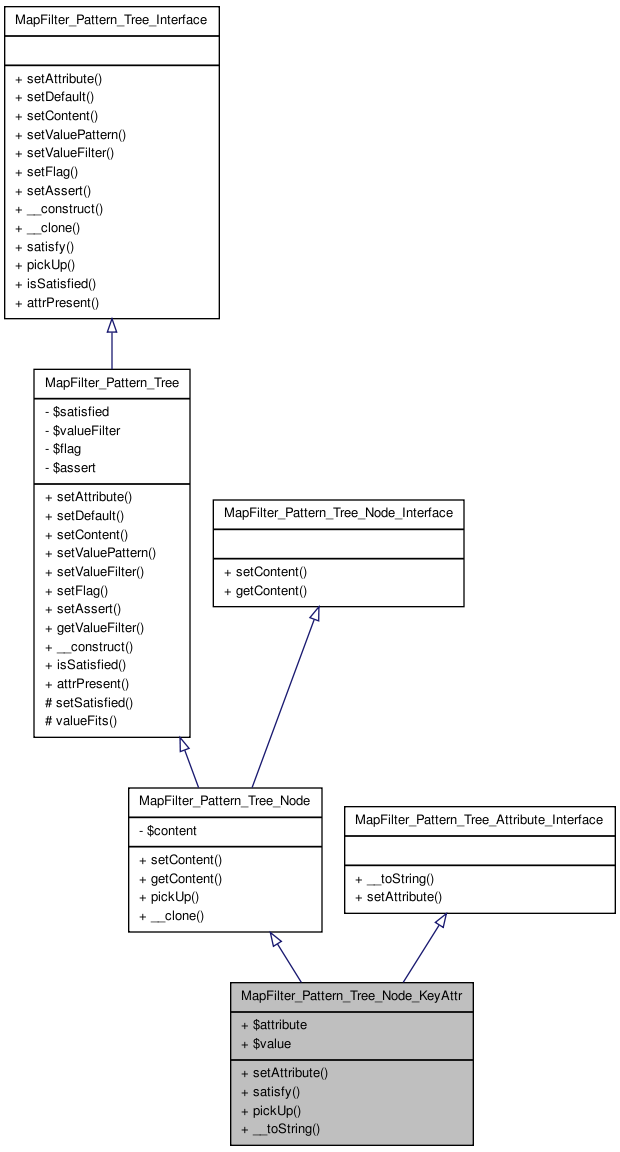 MapFilter_Pattern_Tree_Interface
+ setAttribute()
+ setDefault()
+ setContent()
+ setValuePattern()
+ setValueFilter()
+ setFlag()
+ setAssert()
+ __construct()
+ __clone()
+ satisfy()
+ pickUp()
+ isSatisfied()
+ attrPresent()
MapFilter_Pattern_Tree
- $satisfied
- $valueFilter
- $flag
- $assert
+ setAttribute()
+ setDefault()
+ setContent()
+ setValuePattern()
+ setValueFilter()
+ setFlag()
+ setAssert()
+ getValueFilter()
+ __construct()
+ isSatisfied()
+ attrPresent()
# setSatisfied()
# valueFits()
MapFilter_Pattern_Tree_Node_Interface
+ setContent()
+ getContent()
MapFilter_Pattern_Tree_Node
- $content
+ setContent()
+ getContent()
+ pickUp()
+ __clone()
MapFilter_Pattern_Tree_Attribute_Interface
+ __toString()
+ setAttribute()
MapFilter_Pattern_Tree_Node_KeyAttr
+ $attribute
+ $value
+ setAttribute()
+ satisfy()
+ pickUp()
+ __toString()